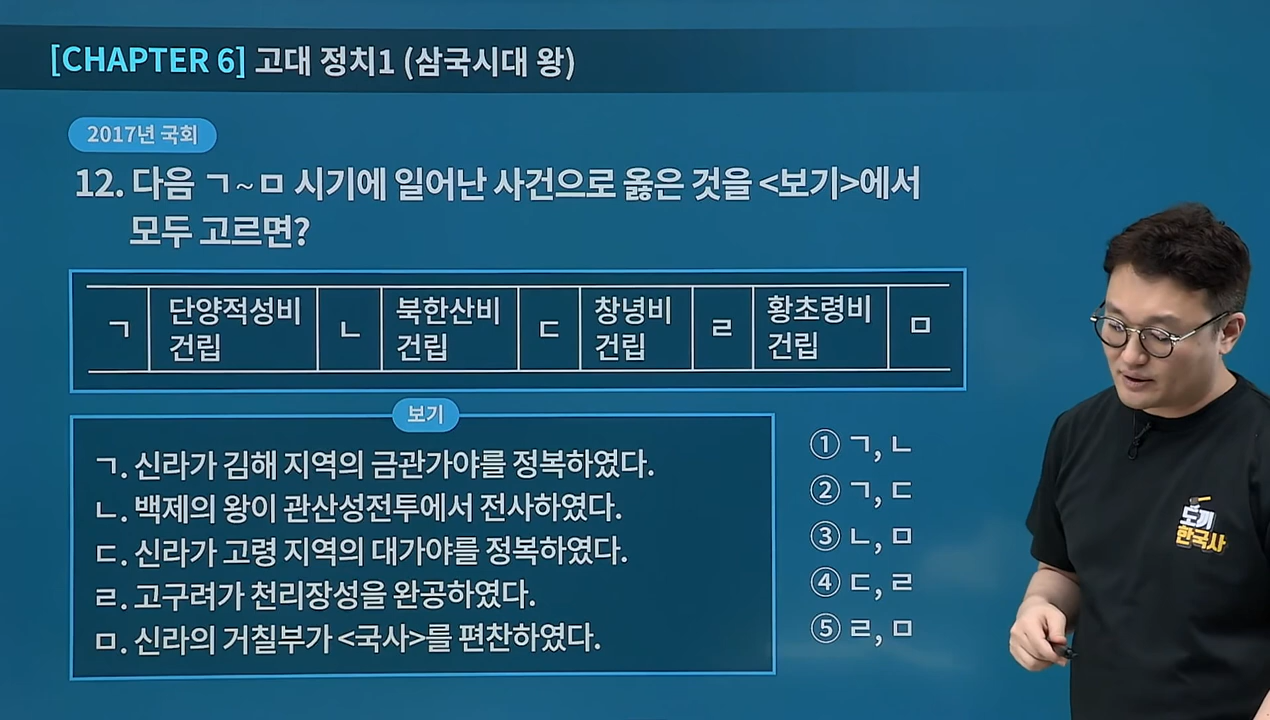 [CHAPTER 6] 고대 정치1 (삼국시대 왕)
2017년 국회
12. 다음 ㄱ~ㅁ 시기에 일어난 사건으로 옳은 것을 <보기>에서
모두 고르면?
ㄱ 단양적성비 건립 ㄴ 북한산비 건립 ㄷ 창녕비 건립 ㄹ 황초령비 건립 ㅁ
보기
ㄱ. 신라가 김해 지역의 금관가야를 정복하였다.
ㄴ. 백제의 왕이 관산성전투에서 전사하였다.
ㄷ. 신라가 고령 지역의 대가야를 정복하였다.
ㄹ. 고구려가 천리장성을 완공하였다.
ㅁ. 신라의 거칠부가 <국사>를 편찬하였다.
① ㄱ, ㄴ
② ㄱ, ㄷ
③ ㄴ, ㅁ
④ ㄷ, ㄹ
⑤ ㄹ, ㅁ
도끼
한국사